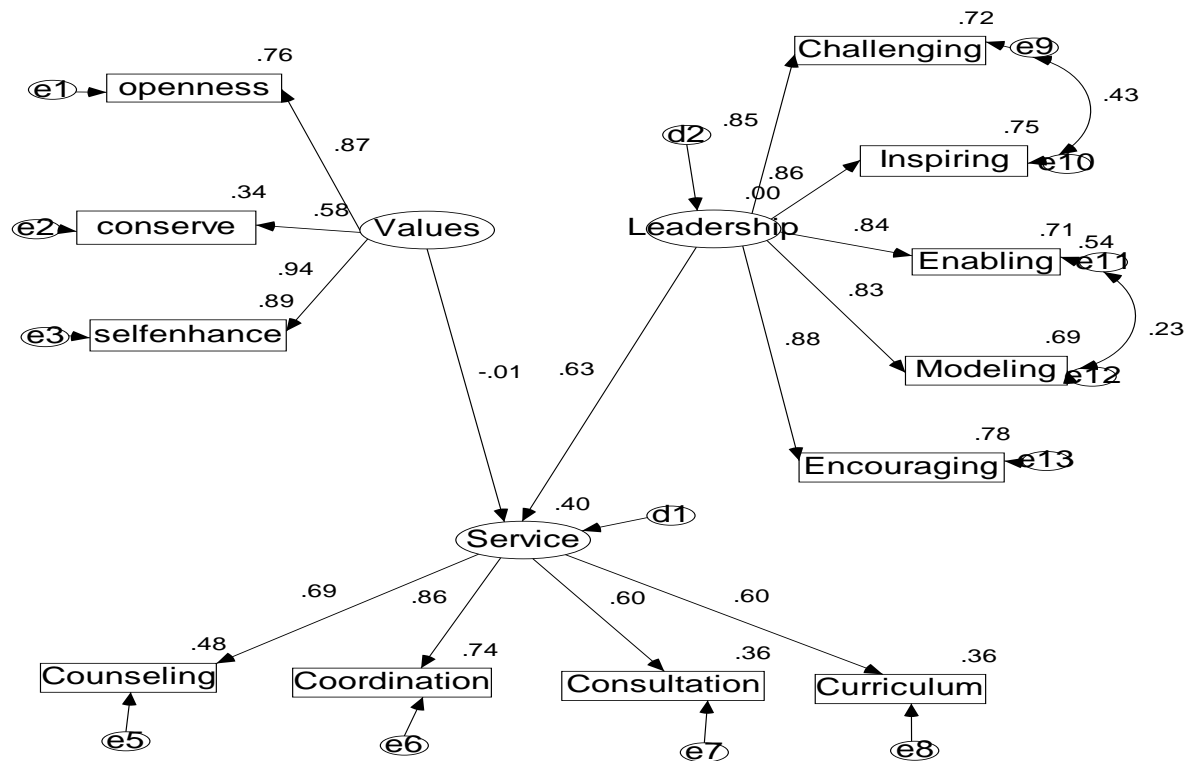 .72
Challenging
e9
.76
openness
e1
.43
.85
d2
.75
Inspiring
e10
.87
.86
.00
.34
conserve
e2
.58
Values
Leadership
.84
.71
.54
Enabling
e11
.94
.89
selfenhance
e3
.83
.88
.69
.23
Modeling
e12
-.01
.63
.78
Encouraging
e13
.40
d1
Service
.69
.86
.60
.60
.48
Counseling
.74
Coordination
.36
Consultation
.36
Curriculum
e5
e6
e7
e8